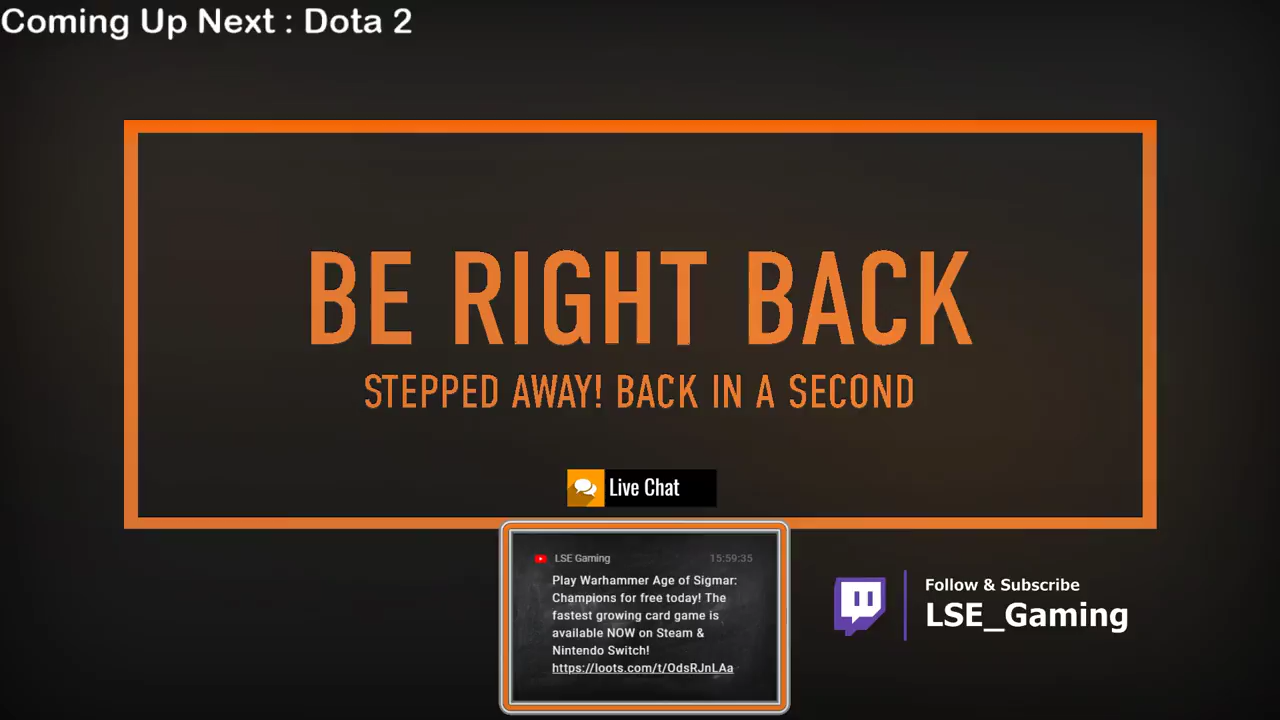 Coming Up Next : Dota 2
BE RIGHT BACK
STEPPED AWAY! BACK IN A SECOND
Live Chat
LSE Gaming 15:59:35
Play Warhammer Age of Sigmar:
Champions for free today! The
fastest growing card game is
available NOW on Steam &
Nintendo Switch!
https://loots.com/t/OdsRJnLAa
Follow & Subscribe
LSE_Gaming